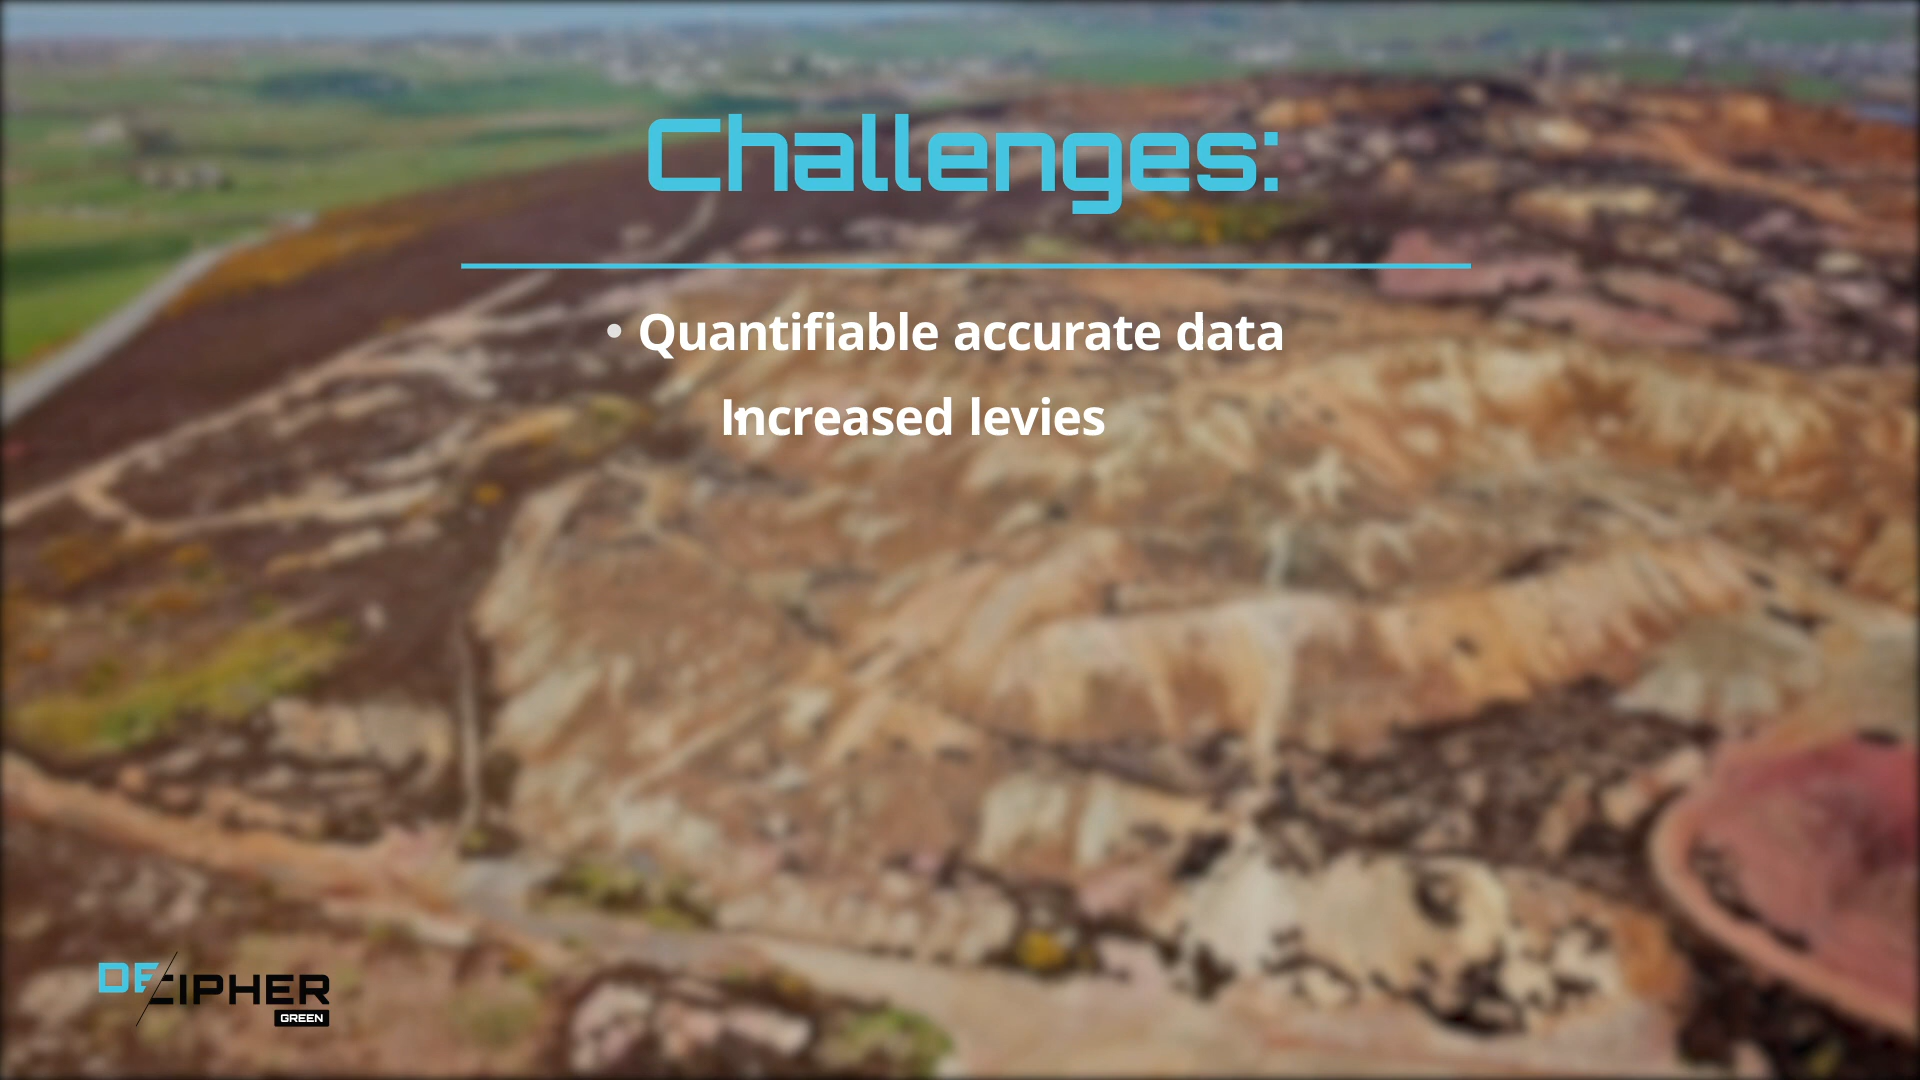 Challenges:
• Quantifiable accurate data
Increased levies
DECIPHER
GREEN